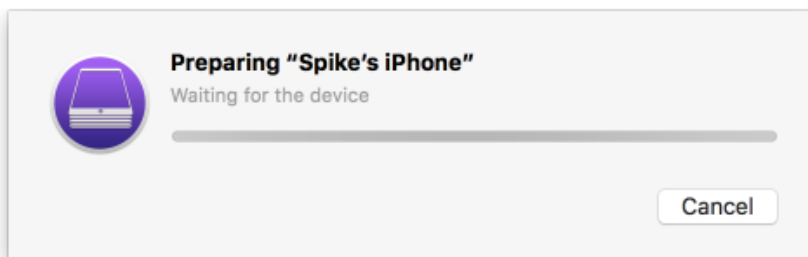 Preparing “Spike’s iPhone”
Waiting for the device
Cancel